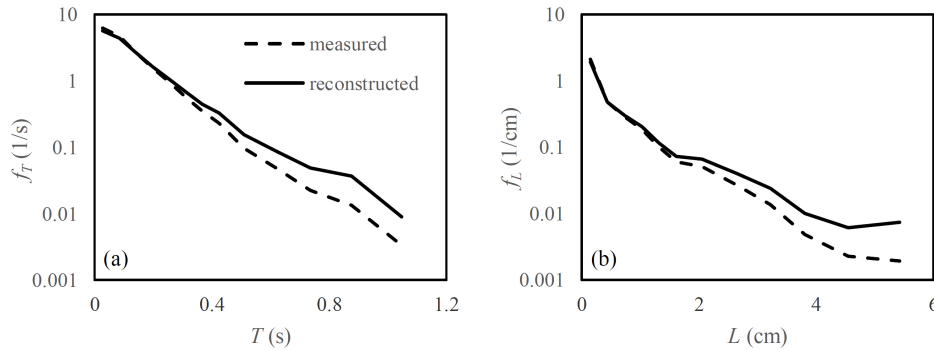 10
1
0.1
0.01
0.001
f_T (1/s)
measured
reconstructed
(a)
0
0.4
0.8
1.2
T (s)
10
1
0.1
0.01
0.001
f_L (1/cm)
(b)
0
2
4
6
L (cm)